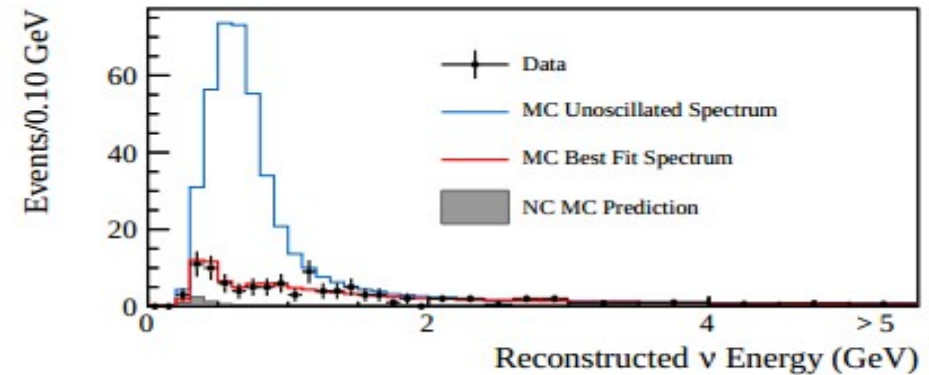 Events/0.10 GeV
60
40
20
0
Data
MC Unoscillated Spectrum
MC Best Fit Spectrum
NC MC Prediction
0 2 4 > 5
Reconstructed ν Energy (GeV)